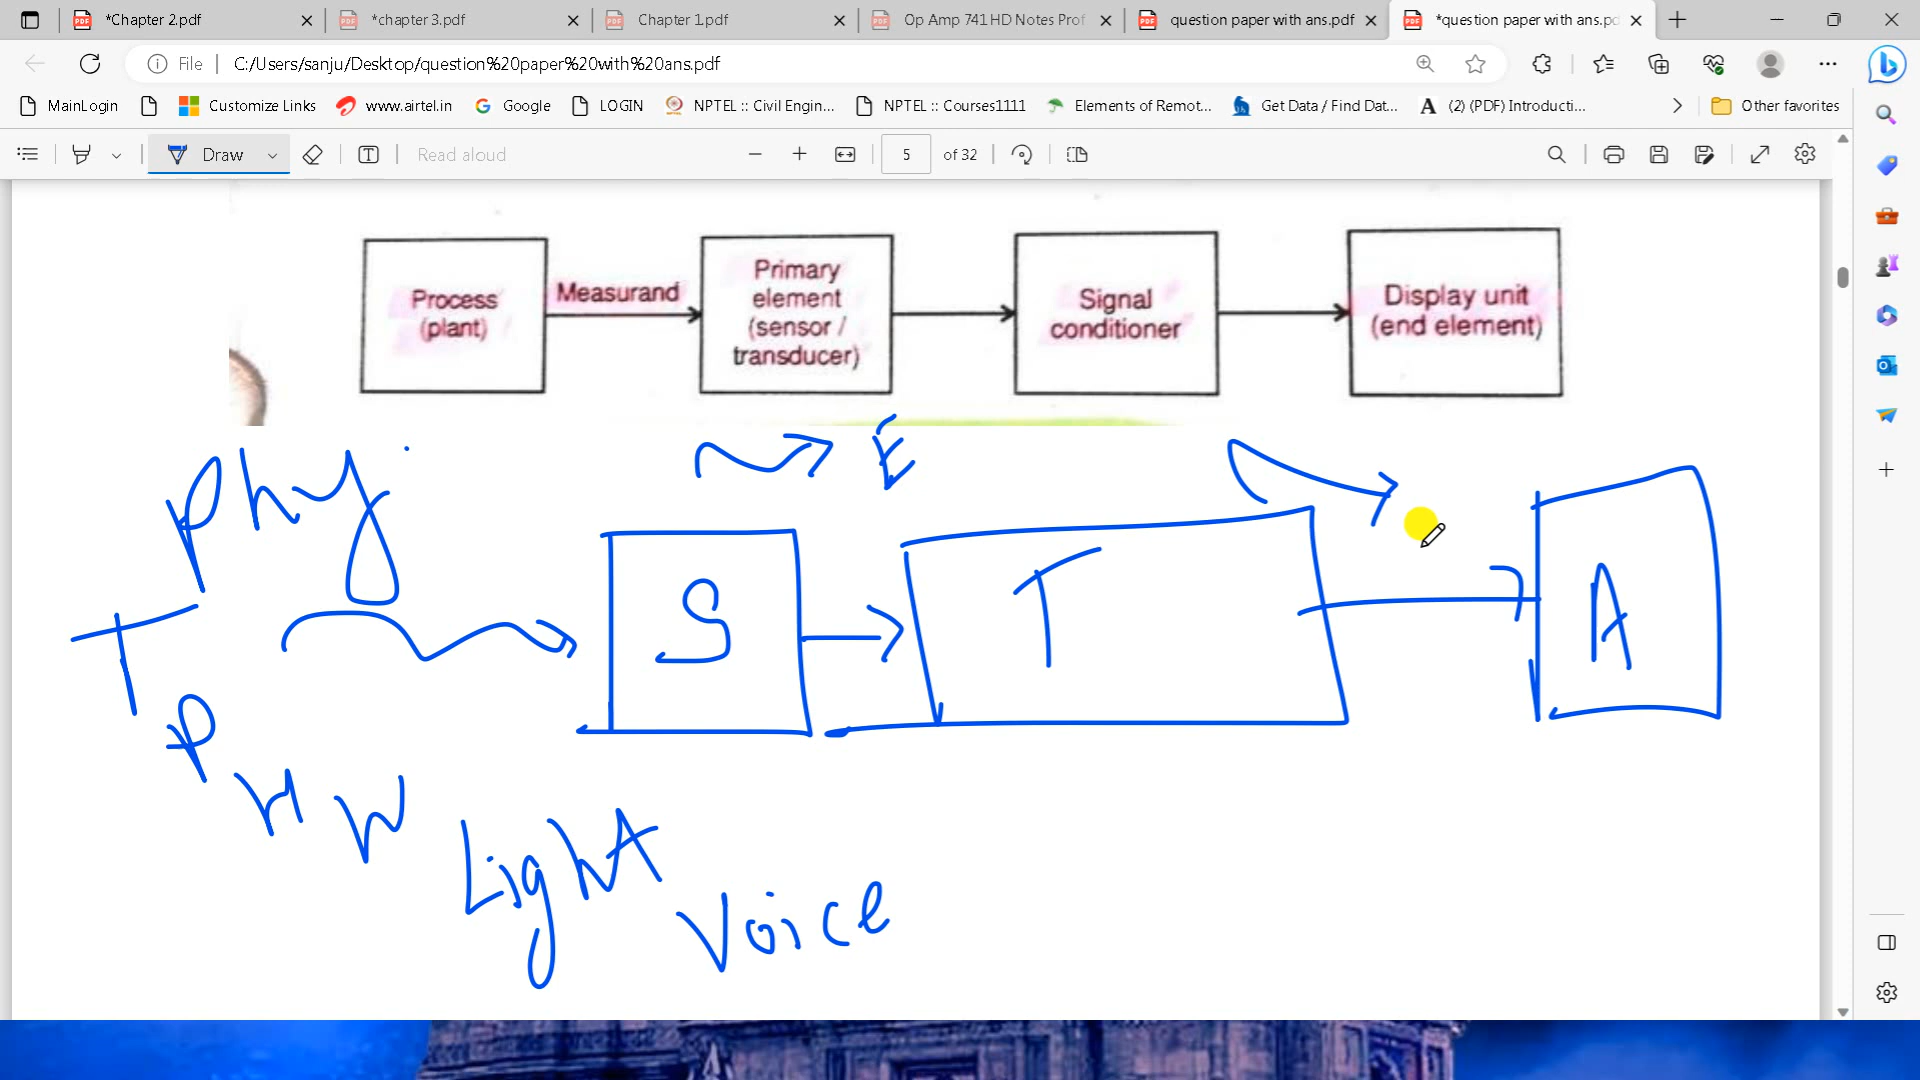 *Chapter 2.pdf
*chapter 3.pdf
Chapter 1.pdf
Op Amp 741 HD Notes Prof
question paper with ans.pdf
*question paper with ans.pd
File
C:/Users/sanju/Desktop/question%20paper%20with%20ans.pdf
MainLogin
Customize Links
www.airtel.in
Google
LOGIN
NPTEL :: Civil Engin...
NPTEL :: Courses1111
Elements of Remot...
Get Data / Find Dat...
(2) (PDF) Introducti...
Other favorites
Draw
Read aloud
5
of 32
Process
(plant)
Measurand
Primary
element
(sensor /
transducer)
Signal
conditioner
Display unit
(end element)
Phy
E
S
T
A
T
P
H
W
Light
Voice